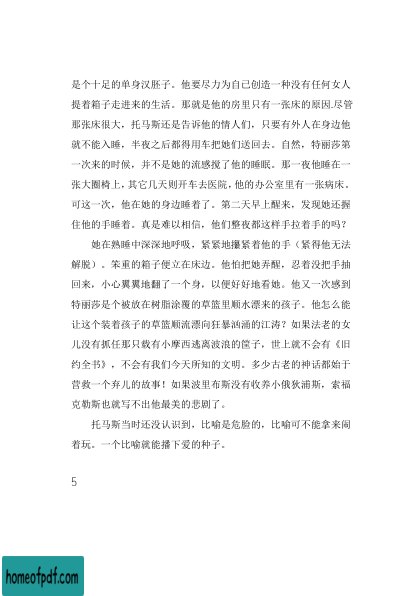 是个十足的单身汉胚子。他要尽力为自己创造一种没有任何女人
提着箱子走进来的生活。那就是他的房里只有一张床的原因.尽管
那张床很大，托马斯还是告诉他的情人们，只要有外人在身边他
就不能入睡，半夜之后都得用车把她们送回去。自然，特丽莎第
一次来的时候，并不是她的流感搅了他的睡眠。那一夜他睡在一
张大圈椅上，其它几天则开车去医院，他的办公室里有一张病床。
可这一次，他在她的身边睡着了。第二天早上醒来，发现她还握
住他的手睡着。真是难以相信，他们整夜都这样手拉着手的吗？
她在熟睡中深深地呼吸，紧紧地攥紧着他的手（紧得他无法
解脱）。笨重的箱子便立在床边。他怕把她弄醒，忍着没把手抽
回来，小心翼翼地翻了一个身，以便好好地看她。他又一次感到
特丽莎是个被放在树脂涂覆的草篮里顺水漂来的孩子。他怎么能
让这个装着孩子的草篮顺流漂向狂暴汹涌的江涛？如果法老的女
儿没有抓任那只载有小摩西逃离波浪的筐子，世上就不会有《旧
约全书》，不会有我们今天所知的文明。多少古老的神话都始于
营救一个弃儿的故事！如果波里布斯没有收养小俄狄浦斯，索福
克勒斯也就写不出他最美的悲剧了。
托马斯当时还没认识到，比喻是危脸的，比喻可不能拿来闹
着玩。一个比喻就能播下爱的种子。
5
homeofpdf.com